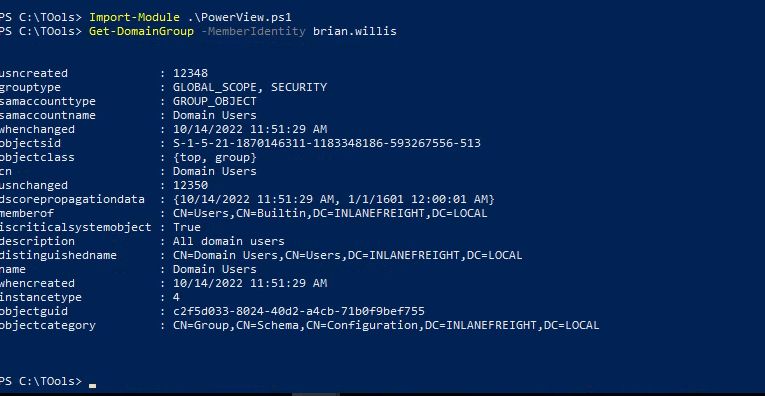 PS C:\TOols> Import-Module .\PowerView.ps1
PS C:\TOols> Get-DomainGroup -MemberIdentity brian.willis
usncreated : 12348
grouptype : GLOBAL_SCOPE, SECURITY
samaccounttype : GROUP_OBJECT
samaccountname : Domain Users
whenchanged : 10/14/2022 11:51:29 AM
objectsid : S-1-5-21-1870146311-1183348186-593267556-513
objectclass : {top, group}
cn : Domain Users
usnchanged : 12350
dscorepropagationdata : {10/14/2022 11:51:29 AM, 1/1/1601 12:00:01 AM}
memberof : CN=Users,CN=Builtin,DC=INLANEFREIGHT,DC=LOCAL
iscriticalsystemobject : True
description : All domain users
distinguishedname : CN=Domain Users,CN=Users,DC=INLANEFREIGHT,DC=LOCAL
name : Domain Users
whencreated : 10/14/2022 11:51:29 AM
instancetype : 4
objectguid : c2f5d033-8024-40d2-a4cb-71b0f9bef755
objectcategory : CN=Group,CN=Schema,CN=Configuration,DC=INLANEFREIGHT,DC=LOCAL
PS C:\TOols>